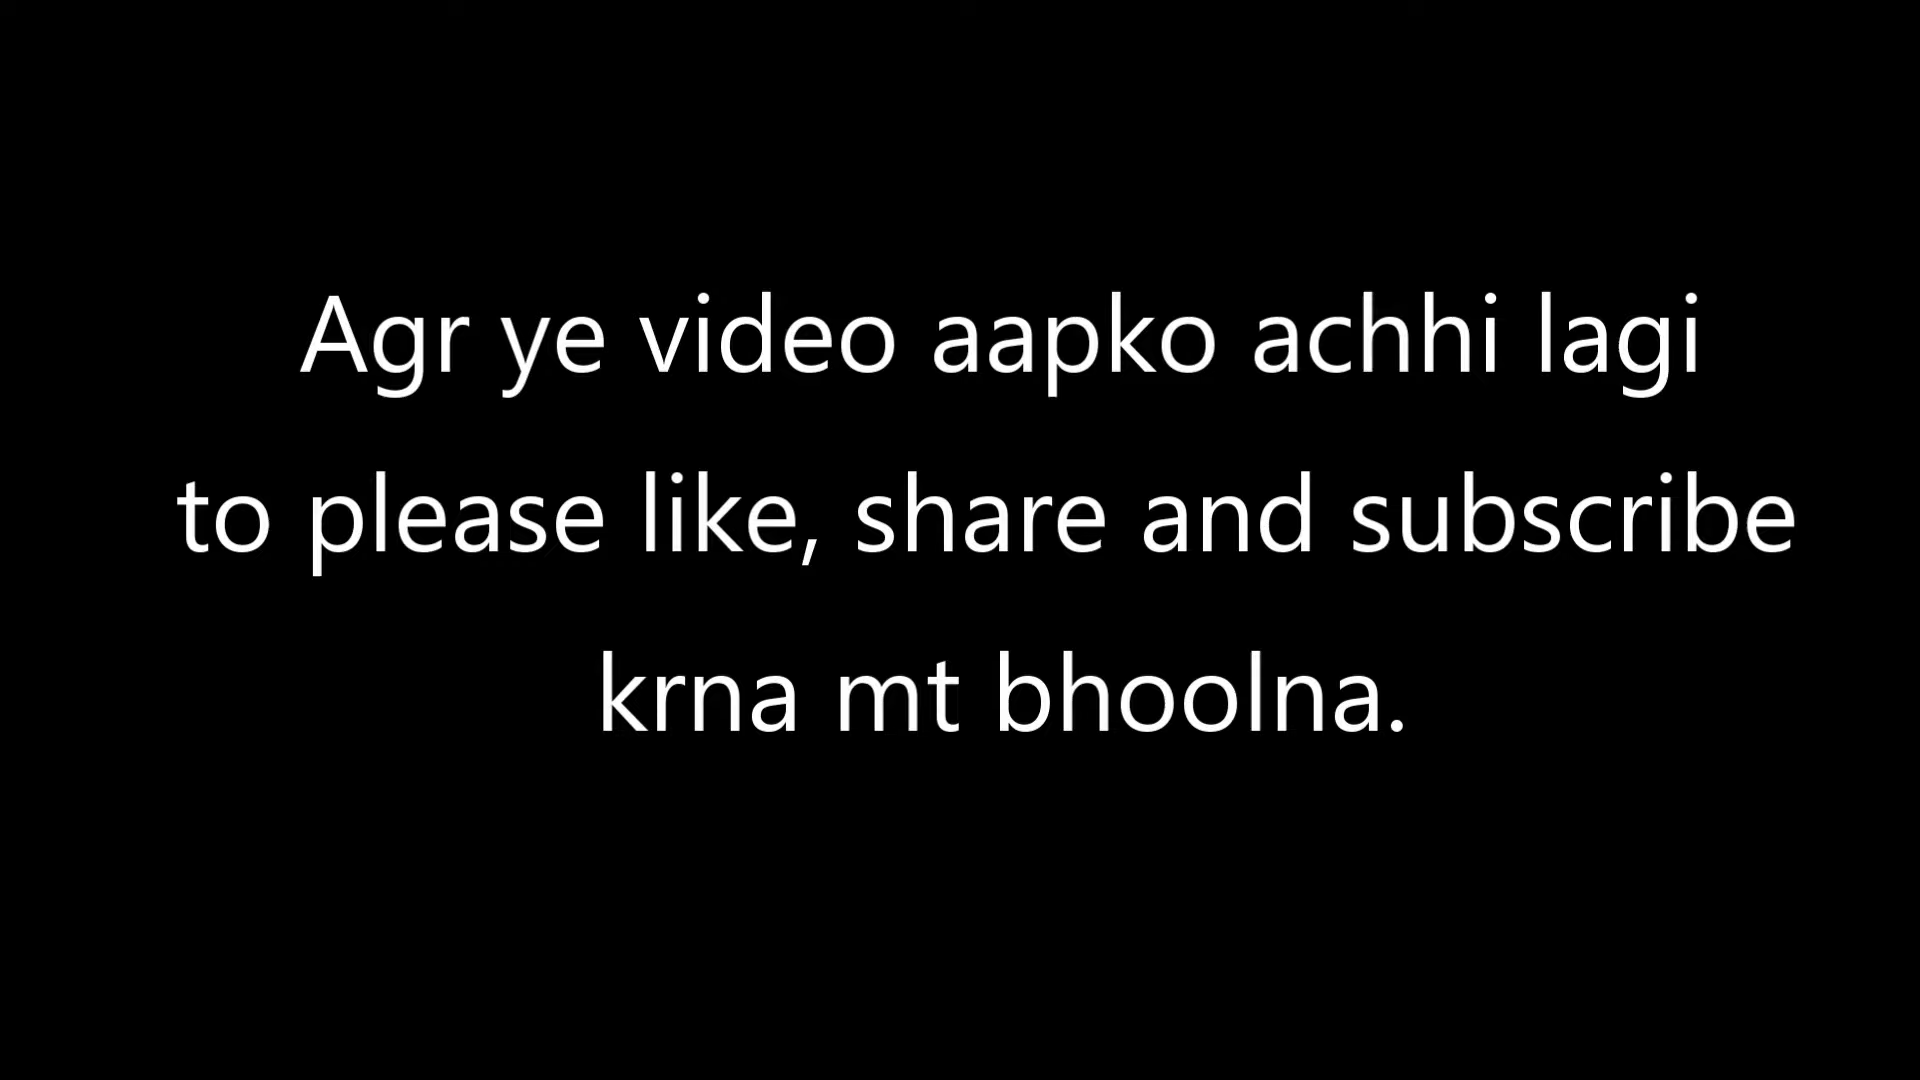 Agr ye video aapko achhi lagi
to please like, share and subscribe
krna mt bhoolna.